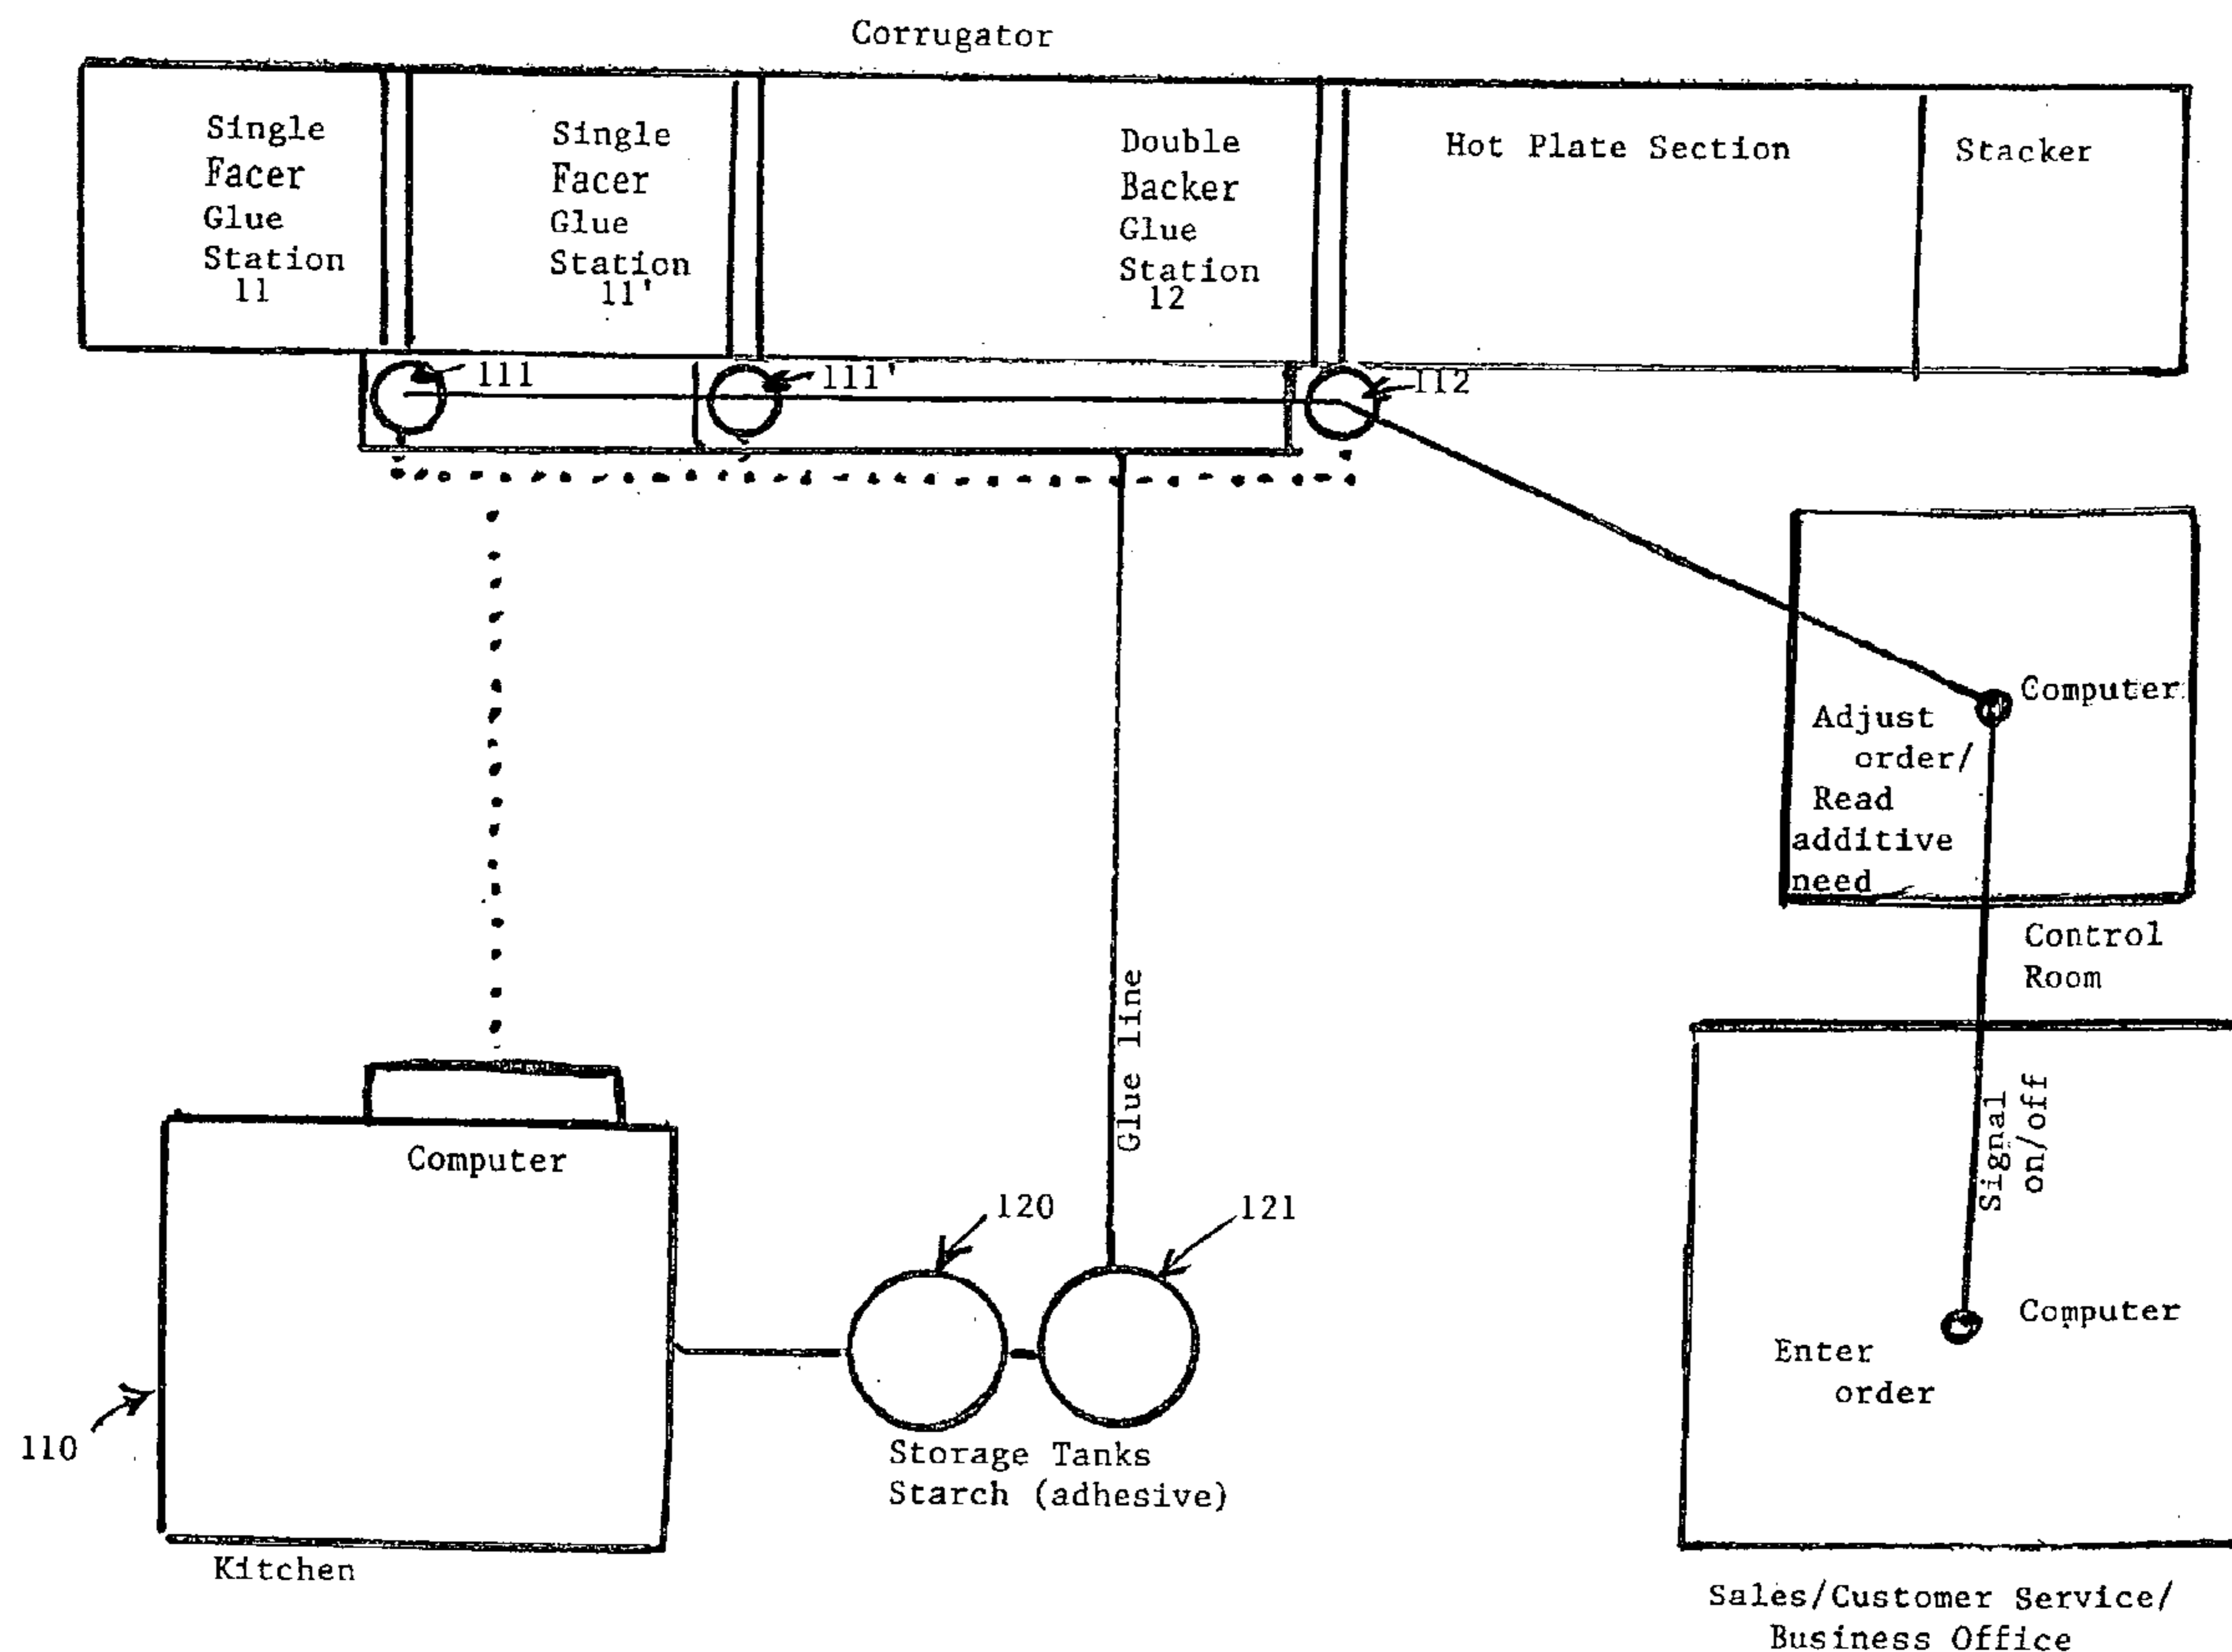 Corrugator
Single
Facer
Glue
Station
11
Single
Facer
Glue
Station
11'
Double
Backer
Glue
Station
12
Hot Plate Section
Stacker
111
111'
112
Computer
Adjust
order/
Read
additive
need
Control
Room
Glue line
Signal
on/off
Computer
120
121
Computer
Enter
order
110
Storage Tanks
Starch (adhesive)
Kitchen
Sales/Customer Service/
Business Office